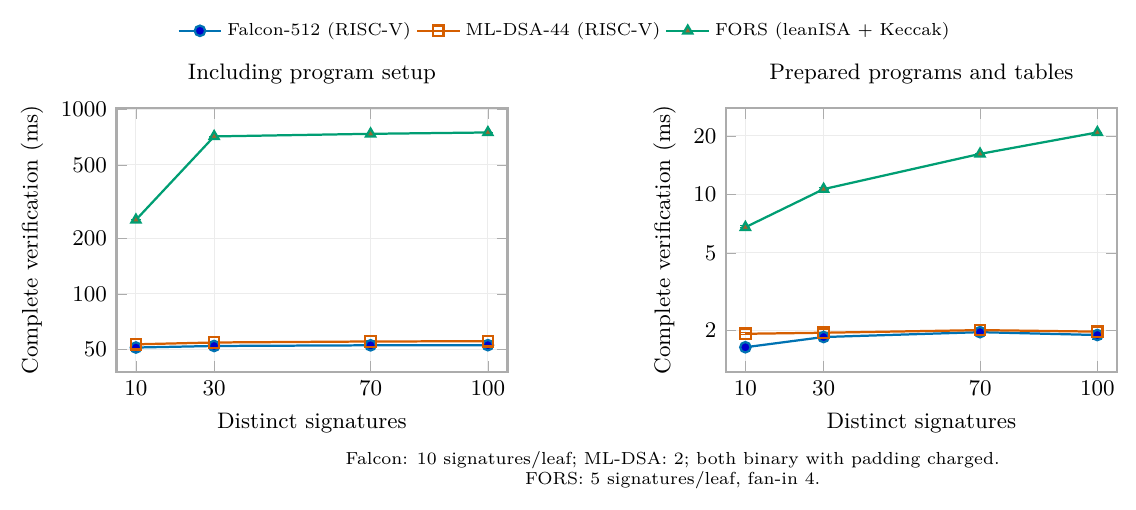 Falcon-512 (RISC-V) ML-DSA-44 (RISC-V) FORS (leanISA + Keccak)
Including program setup
Complete verification (ms)
1000
500
200
100
50
10 30 70 100
Distinct signatures
Prepared programs and tables
Complete verification (ms)
20
10
5
2
10 30 70 100
Distinct signatures
Falcon: 10 signatures/leaf; ML-DSA: 2; both binary with padding charged.
FORS: 5 signatures/leaf, fan-in 4.